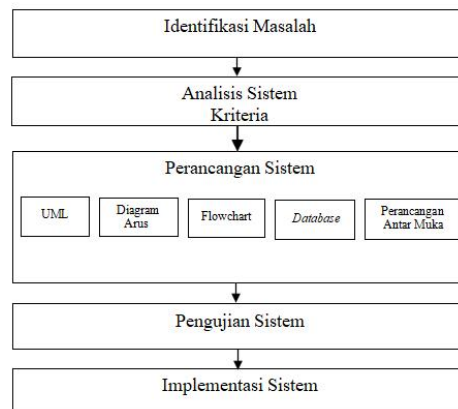 Identifikasi Masalah
Analisis Sistem
Kriteria
Perancangan Sistem
UML
Diagram
Arus
Flowchart
Database
Perancangan
Antar Muka
Pengujian Sistem
Implementasi Sistem